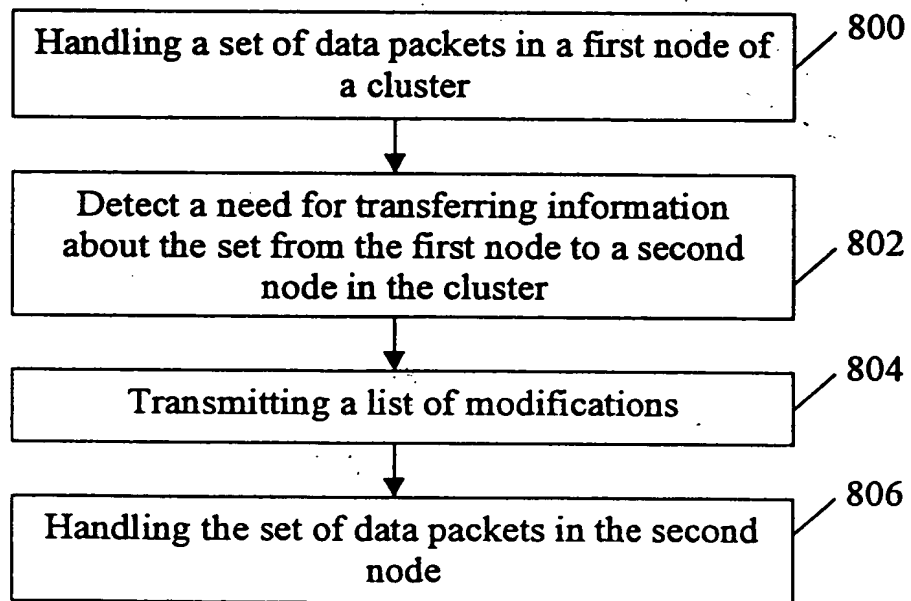 Handling a set of data packets in a first node of
a cluster
800
Detect a need for transferring information
about the set from the first node to a second
node in the cluster
802
Transmitting a list of modifications
804
Handling the set of data packets in the second
node
806